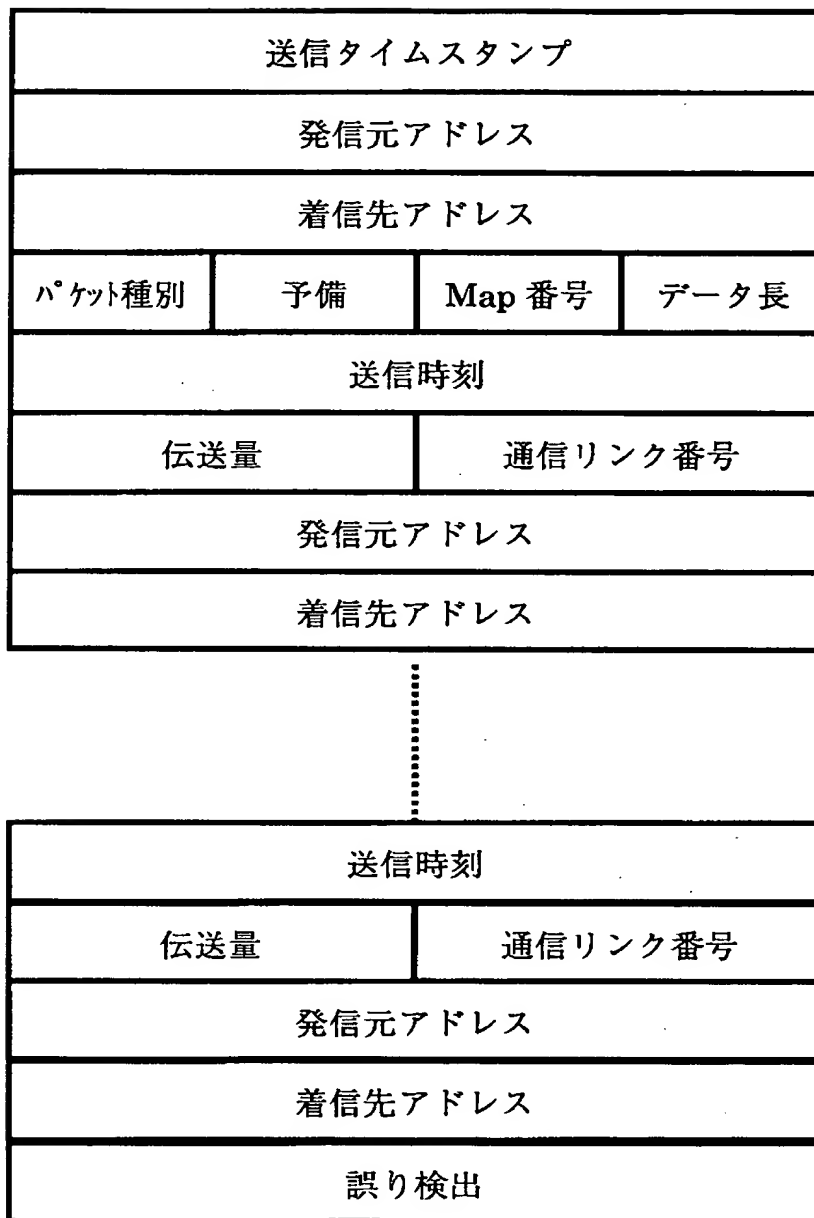 送信タイムスタンプ
発信元アドレス
着信先アドレス
パケット種別 予備 Map 番号 データ長
送信時刻
伝送量 通信リンク番号
発信元アドレス
着信先アドレス
送信時刻
伝送量 通信リンク番号
発信元アドレス
着信先アドレス
誤り検出